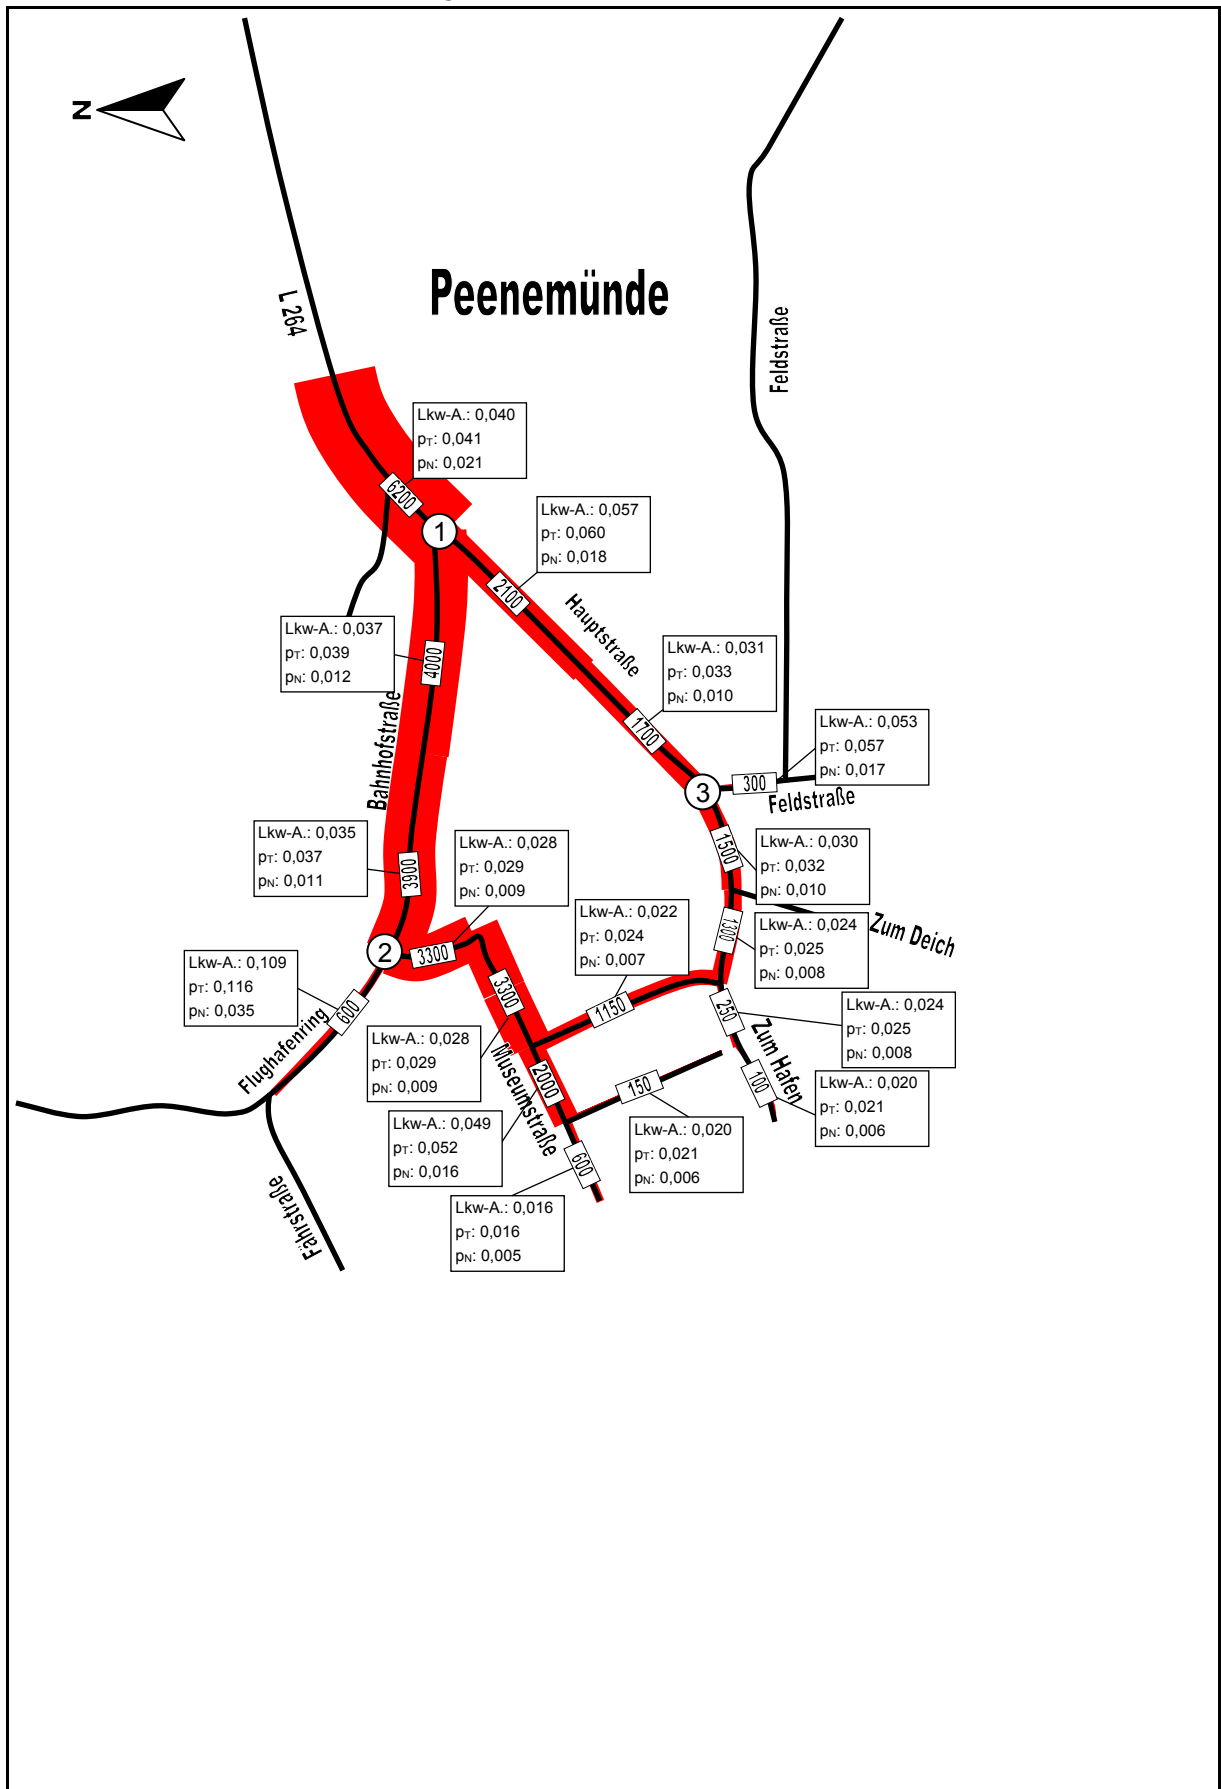 N
Peenemünde
L 264
Feldstraße
Lkw-A.: 0,040
pT: 0,041
pN: 0,021
6200
1
Lkw-A.: 0,057
pT: 0,060
pN: 0,018
2100
Hauptstraße
Lkw-A.: 0,037
pT: 0,039
pN: 0,012
4000
Bahnhofstraße
Lkw-A.: 0,031
pT: 0,033
pN: 0,010
1700
Lkw-A.: 0,053
pT: 0,057
pN: 0,017
300
3
Feldstraße
Lkw-A.: 0,035
pT: 0,037
pN: 0,011
3900
Lkw-A.: 0,028
pT: 0,029
pN: 0,009
3300
2
1500
Lkw-A.: 0,030
pT: 0,032
pN: 0,010
Lkw-A.: 0,022
pT: 0,024
pN: 0,007
1150
1300
Lkw-A.: 0,024
pT: 0,025
pN: 0,008
Zum Deich
Lkw-A.: 0,109
pT: 0,116
pN: 0,035
600
Flughafenring
3300
Lkw-A.: 0,028
pT: 0,029
pN: 0,009
Museumstraße
250
Lkw-A.: 0,024
pT: 0,025
pN: 0,008
Zum Hafen
100
Lkw-A.: 0,020
pT: 0,021
pN: 0,006
2000
Lkw-A.: 0,049
pT: 0,052
pN: 0,016
150
Lkw-A.: 0,020
pT: 0,021
pN: 0,006
600
Lkw-A.: 0,016
pT: 0,016
pN: 0,005
Fährstraße